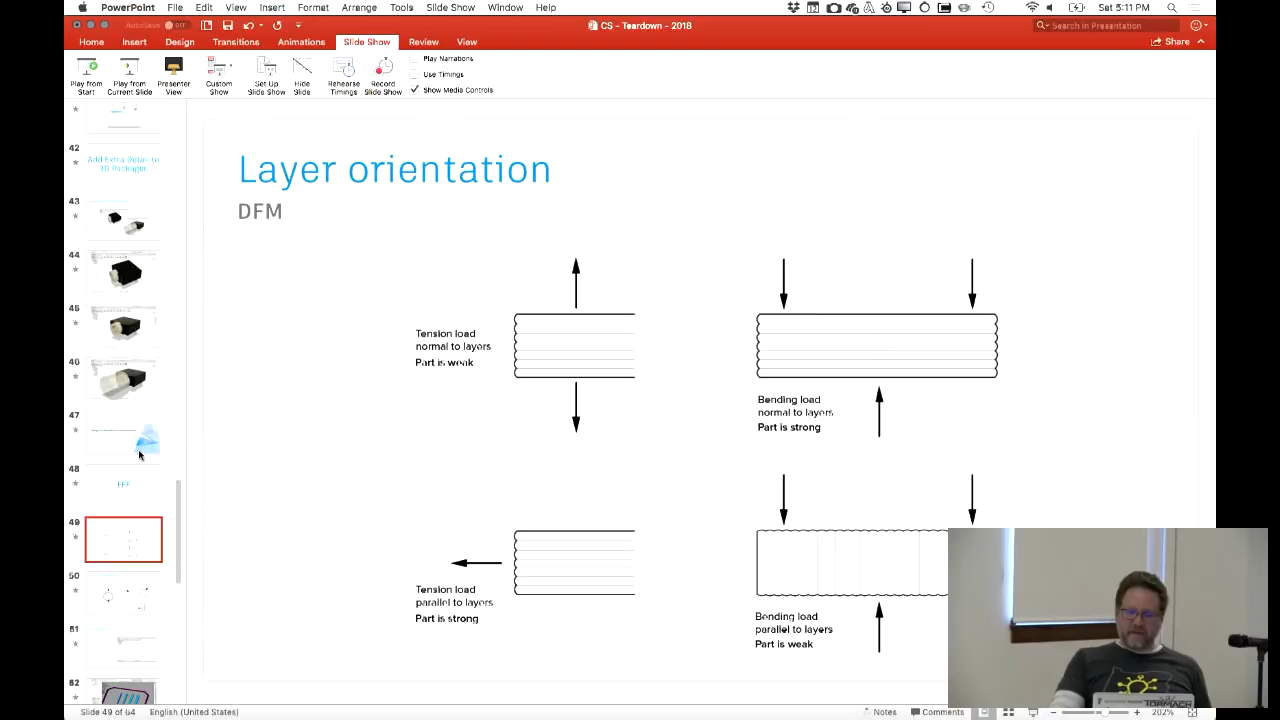 PowerPoint File Edit View Insert Format Arrange Tools Slide Show Window Help
Sat 5:11 PM
AutoSave OFF
CS - Teardown - 2018
Search in Presentation
Home Insert Design Transitions Animations Slide Show Review View
Share
Play from Start
Play from Current Slide
Presenter View
Custom Show
Set Up Slide Show
Hide Slide
Rehearse Timings
Record Slide Show
Play Narrations
Use Timings
Show Media Controls
42
Add Extra Detail to
3D Packages
43
44
45
46
47
48
FFF
49
50
51
52
Layer orientation
DFM
Tension load
normal to layers
Part is weak
Bending load
normal to layers
Part is strong
Tension load
parallel to layers
Part is strong
Bending load
parallel to layers
Part is weak
TORMACH
Slide 49 of 64
English (United States)
Notes
Comments
202%